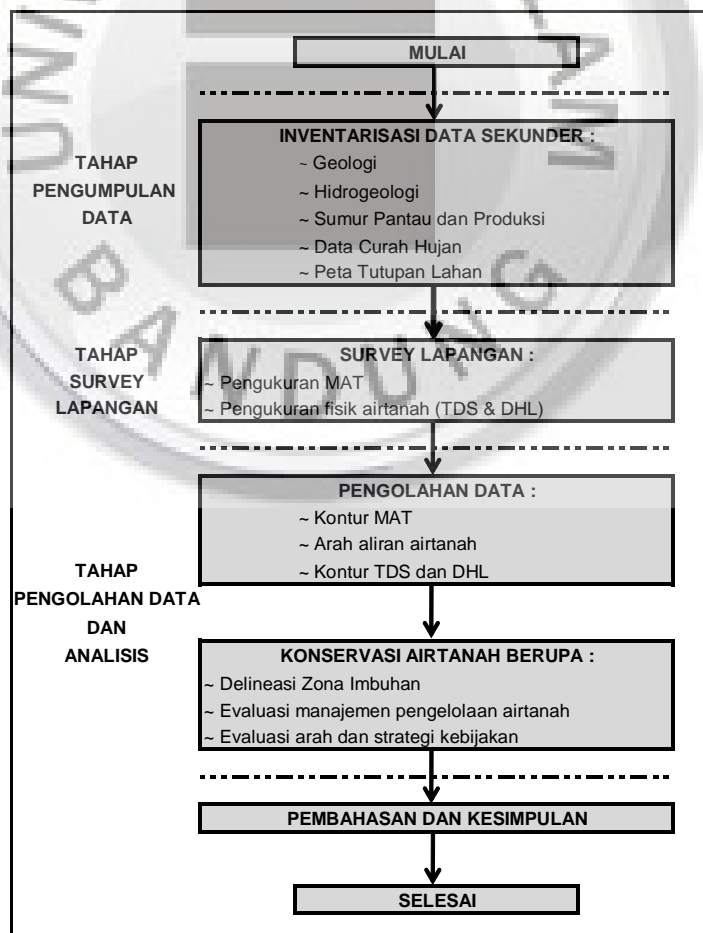 MULAI
TAHAP
PENGUMPULAN
DATA
INVENTARISASI DATA SEKUNDER :
~ Geologi
~ Hidrogeologi
~ Sumur Pantau dan Produksi
~ Data Curah Hujan
~ Peta Tutupan Lahan
TAHAP
SURVEY
LAPANGAN
SURVEY LAPANGAN :
~ Pengukuran MAT
~ Pengukuran fisik airtanah (TDS & DHL)
TAHAP
PENGOLAHAN DATA
DAN
ANALISIS
PENGOLAHAN DATA :
~ Kontur MAT
~ Arah aliran airtanah
~ Kontur TDS dan DHL
KONSERVASI AIRTANAH BERUPA :
~ Delineasi Zona Imbuhan
~ Evaluasi manajemen pengelolaan airtanah
~ Evaluasi arah dan strategi kebijakan
PEMBAHASAN DAN KESIMPULAN
SELESAI
BANDUNG